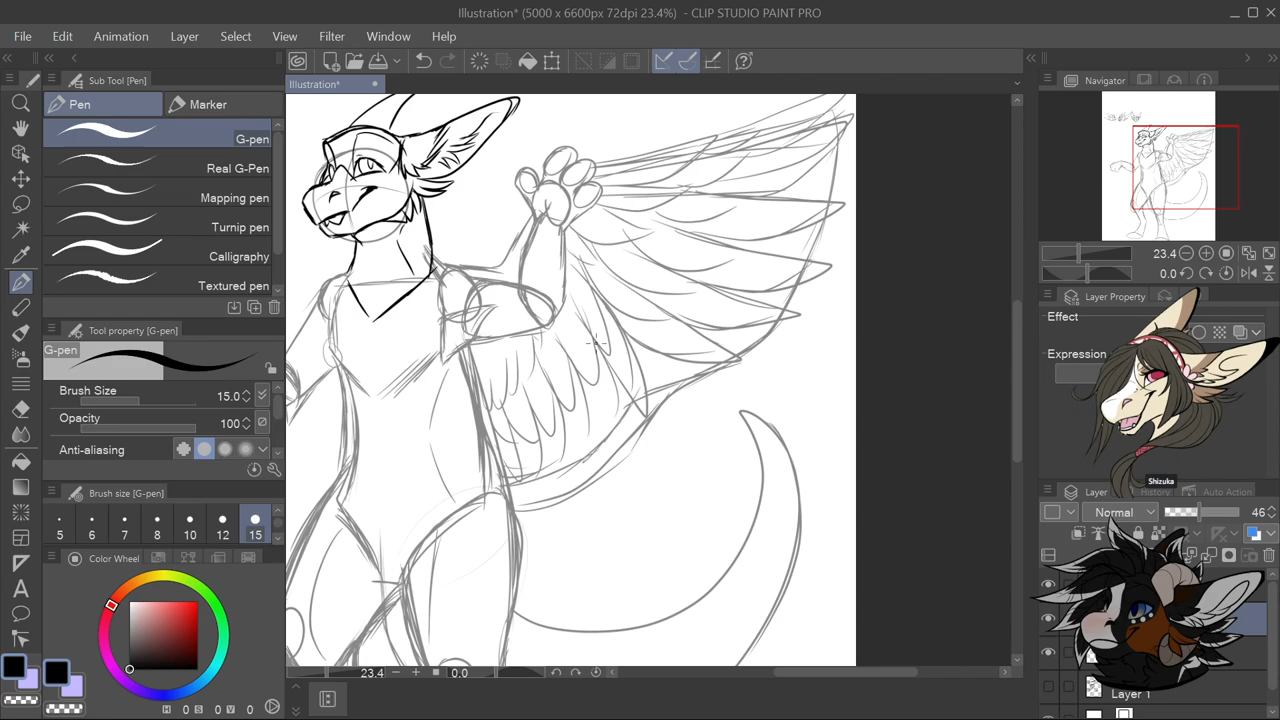 Illustration* (5000 x 6600px 72dpi 23.4%) - CLIP STUDIO PAINT PRO
File Edit Animation Layer Select View Filter Window Help
Sub Tool [Pen]
Illustration*
Navigator
Pen Marker
G-pen
Real G-Pen
Mapping pen
Turnip pen
Calligraphy
Textured pen
23.4
0.0
Layer Property
Effect
Expression
Tool property [G-pen]
G-pen
Brush Size 15.0
Opacity 100
Anti-aliasing
Brush size [G-pen]
5 6 7 8 10 12 15
Color Wheel
H 0 S 0 V 0
23.4 0.0
Shizuka
Layer History Auto Action
Normal 46
Layer 1